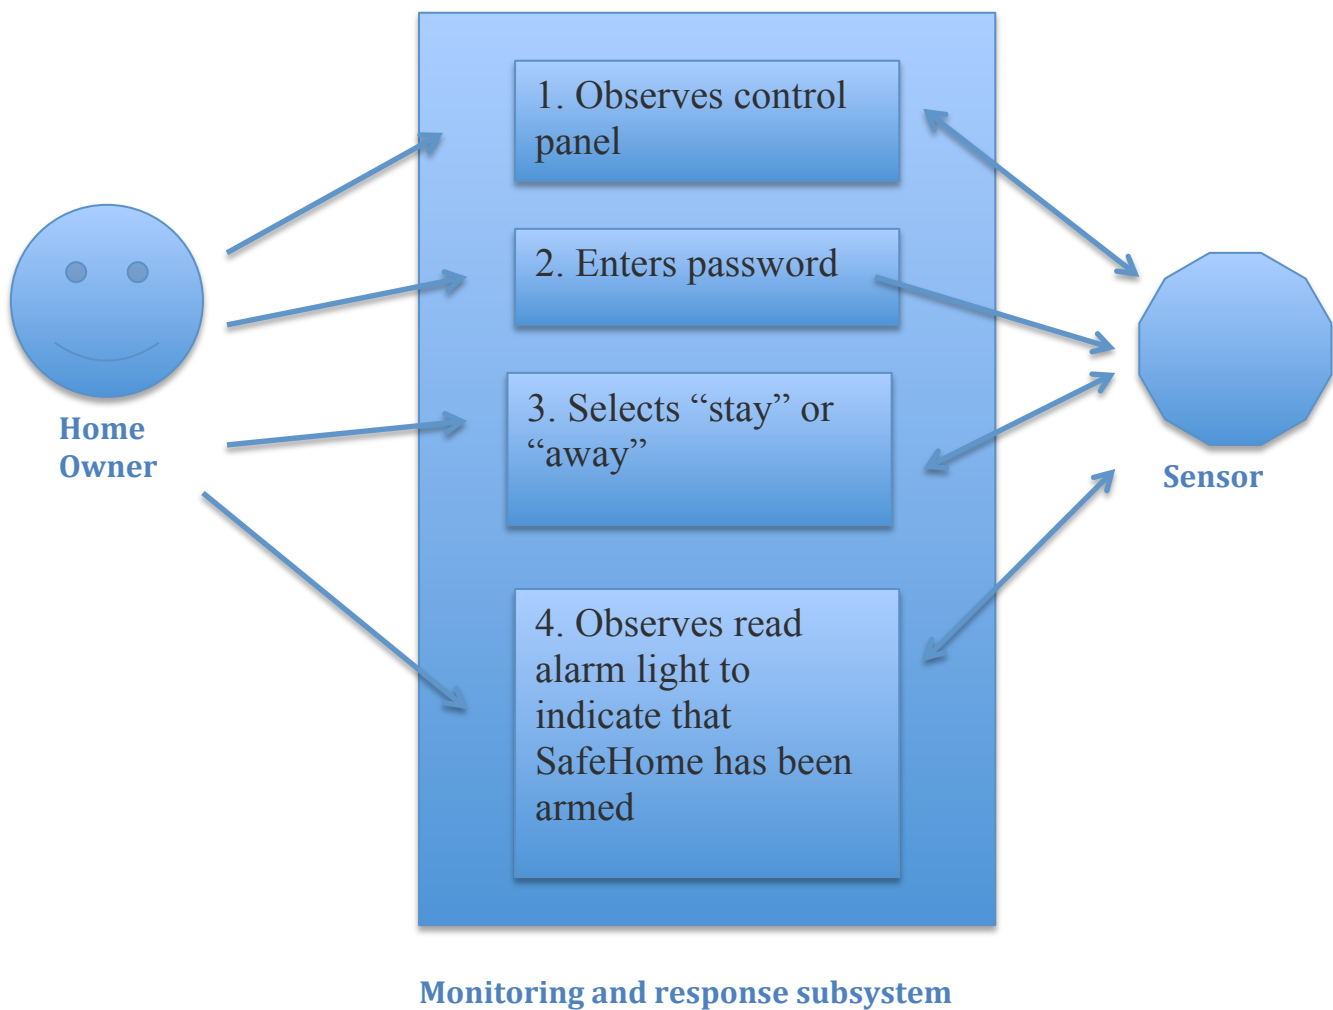 1. Observes control
panel
2. Enters password
3. Selects “stay” or
“away”
4. Observes read
alarm light to
indicate that
SafeHome has been
armed
Home
Owner
Sensor
Monitoring and response subsystem